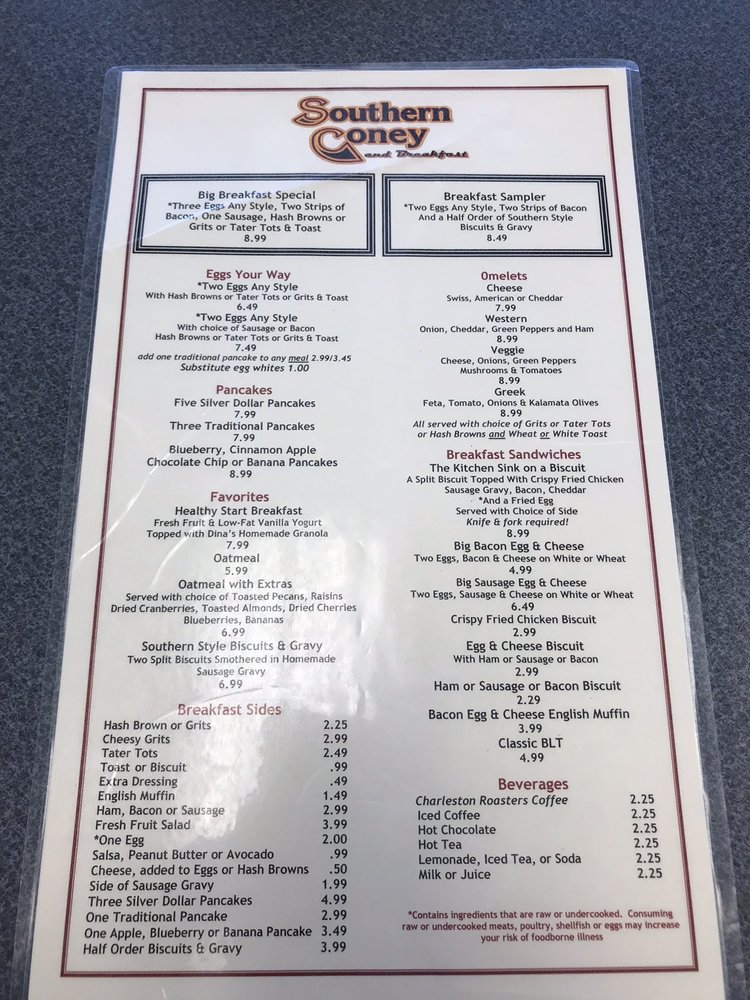 Southern
Coney
and Breakfast
Big Breakfast Special
*Three Eggs Any Style, Two Strips of
Bacon, One Sausage, Hash Browns or
Grits or Tater Tots & Toast
8.99
Breakfast Sampler
*Two Eggs Any Style, Two Strips of Bacon
And a Half Order of Southern Style
Biscuits & Gravy
8.49
Eggs Your Way
*Two Eggs Any Style
With Hash Browns or Tater Tots or Grits & Toast
6.49
*Two Eggs Any Style
With choice of Sausage or Bacon
Hash Browns or Tater Tots or Grits & Toast
7.49
add one traditional pancake to any meal 2.99/3.45
Substitute egg whites 1.00
Pancakes
Five Silver Dollar Pancakes
7.99
Three Traditional Pancakes
7.99
Blueberry, Cinnamon Apple
Chocolate Chip or Banana Pancakes
8.99
Favorites
Healthy Start Breakfast
Fresh Fruit & Low-Fat Vanilla Yogurt
Topped with Dina's Homemade Granola
7.99
Oatmeal
5.99
Oatmeal with Extras
Served with choice of Toasted Pecans, Raisins
Dried Cranberries, Toasted Almonds, Dried Cherries
Blueberries, Bananas
6.99
Southern Style Biscuits & Gravy
Two Split Biscuits Smothered in Homemade
Sausage Gravy
6.99
Breakfast Sides
Hash Brown or Grits 2.25
Cheesy Grits 2.99
Tater Tots 2.49
Toast or Biscuit .99
Extra Dressing .49
English Muffin 1.49
Ham, Bacon or Sausage 2.99
Fresh Fruit Salad 3.99
*One Egg 2.00
Salsa, Peanut Butter or Avocado .99
Cheese, added to Eggs or Hash Browns .50
Side of Sausage Gravy 1.99
Three Silver Dollar Pancakes 4.99
One Traditional Pancake 2.99
One Apple, Blueberry or Banana Pancake 3.49
Half Order Biscuits & Gravy 3.99
Omelets
Cheese
Swiss, American or Cheddar
7.99
Western
Onion, Cheddar, Green Peppers and Ham
8.99
Veggie
Cheese, Onions, Green Peppers
Mushrooms & Tomatoes
8.99
Greek
Feta, Tomato, Onions & Kalamata Olives
8.99
All served with choice of Grits or Tater Tots
or Hash Browns and Wheat or White Toast
Breakfast Sandwiches
The Kitchen Sink on a Biscuit
A Split Biscuit Topped With Crispy Fried Chicken
Sausage Gravy, Bacon, Cheddar
*And a Fried Egg
Served with Choice of Side
Knife & fork required!
8.99
Big Bacon Egg & Cheese
Two Eggs, Bacon & Cheese on White or Wheat
4.99
Big Sausage Egg & Cheese
Two Eggs, Sausage & Cheese on White or Wheat
6.49
Crispy Fried Chicken Biscuit
2.99
Egg & Cheese Biscuit
With Ham or Sausage or Bacon
2.99
Ham or Sausage or Bacon Biscuit
2.29
Bacon Egg & Cheese English Muffin
3.99
Classic BLT
4.99
Beverages
Charleston Roasters Coffee 2.25
Iced Coffee 2.25
Hot Chocolate 2.25
Hot Tea 2.25
Lemonade, Iced Tea, or Soda 2.25
Milk or Juice 2.25
*Contains ingredients that are raw or undercooked. Consuming
raw or undercooked meats, poultry, shellfish or eggs may increase
your risk of foodborne illness